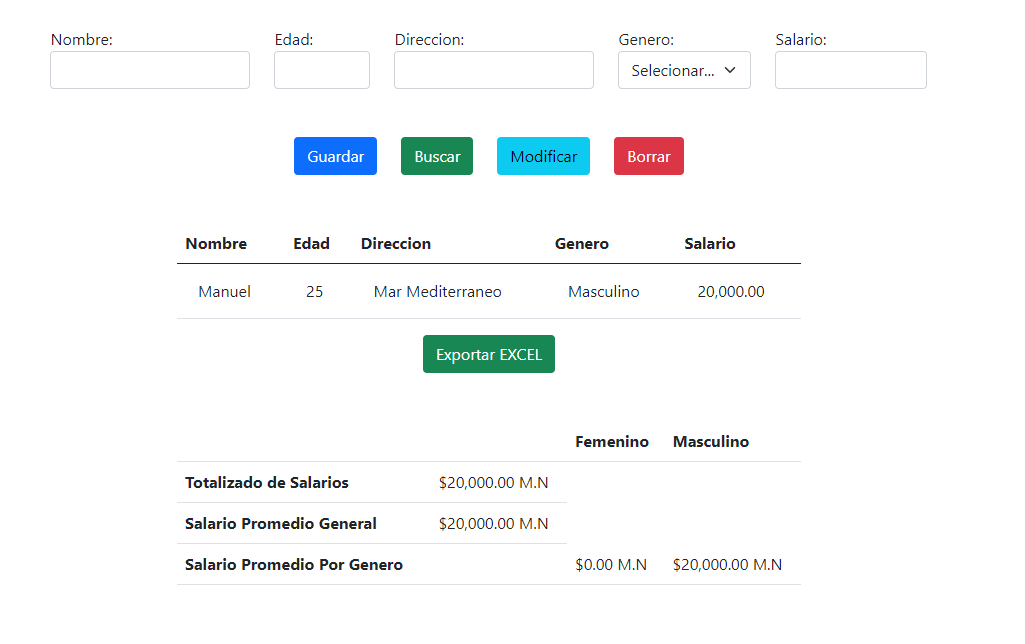 Nombre: Edad: Direccion: Genero: Salario:
Selecionar...
Guardar Buscar Modificar Borrar
Nombre Edad Direccion Genero Salario
Manuel 25 Mar Mediterraneo Masculino 20,000.00
Exportar EXCEL
Femenino Masculino
Totalizado de Salarios $20,000.00 M.N
Salario Promedio General $20,000.00 M.N
Salario Promedio Por Genero $0.00 M.N $20,000.00 M.N